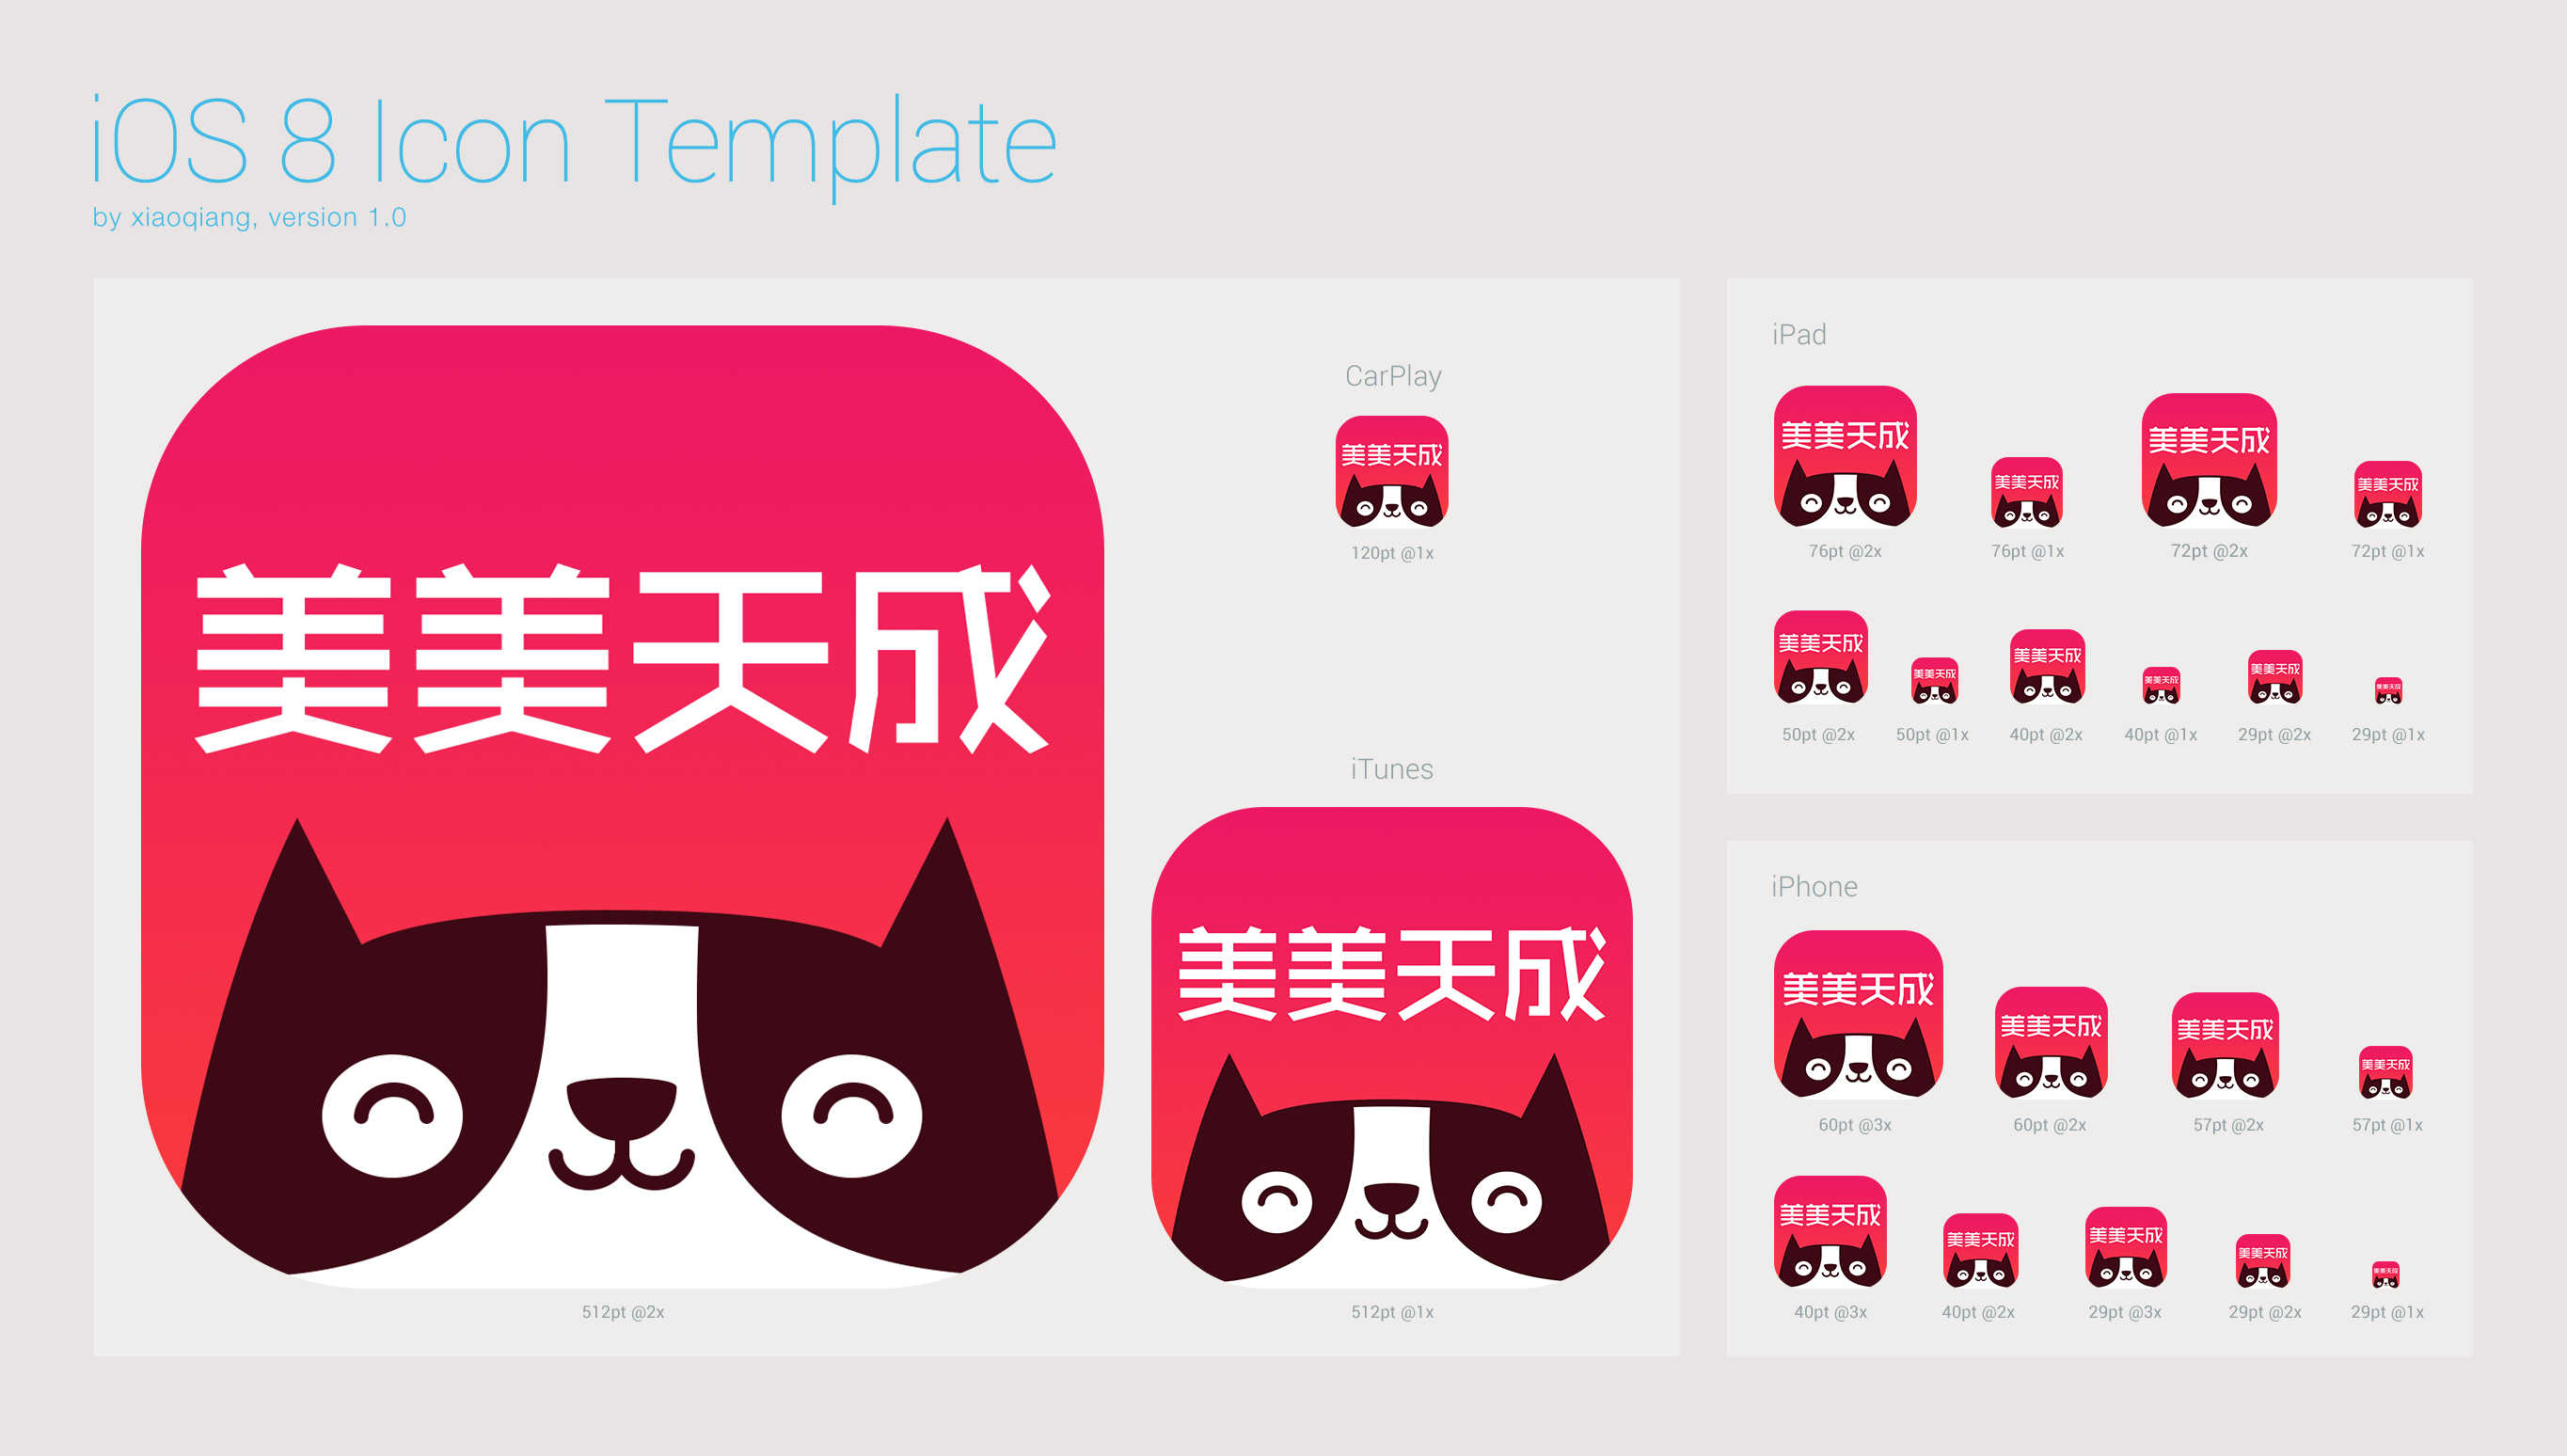 iOS 8 Icon Template
by xiaoqiang, version 1.0
美美天成
512pt @2x
CarPlay
美美天成
120pt @1x
iTunes
美美天成
512pt @1x
iPad
美美天成 美美天成 美美天成 美美天成
76pt @2x 76pt @1x 72pt @2x 72pt @1x
美美天成 美美天成 美美天成 美美天成 美美天成 美美天成
50pt @2x 50pt @1x 40pt @2x 40pt @1x 29pt @2x 29pt @1x
iPhone
美美天成 美美天成 美美天成 美美天成
60pt @3x 60pt @2x 57pt @2x 57pt @1x
美美天成 美美天成 美美天成 美美天成 美美天成
40pt @3x 40pt @2x 29pt @3x 29pt @2x 29pt @1x